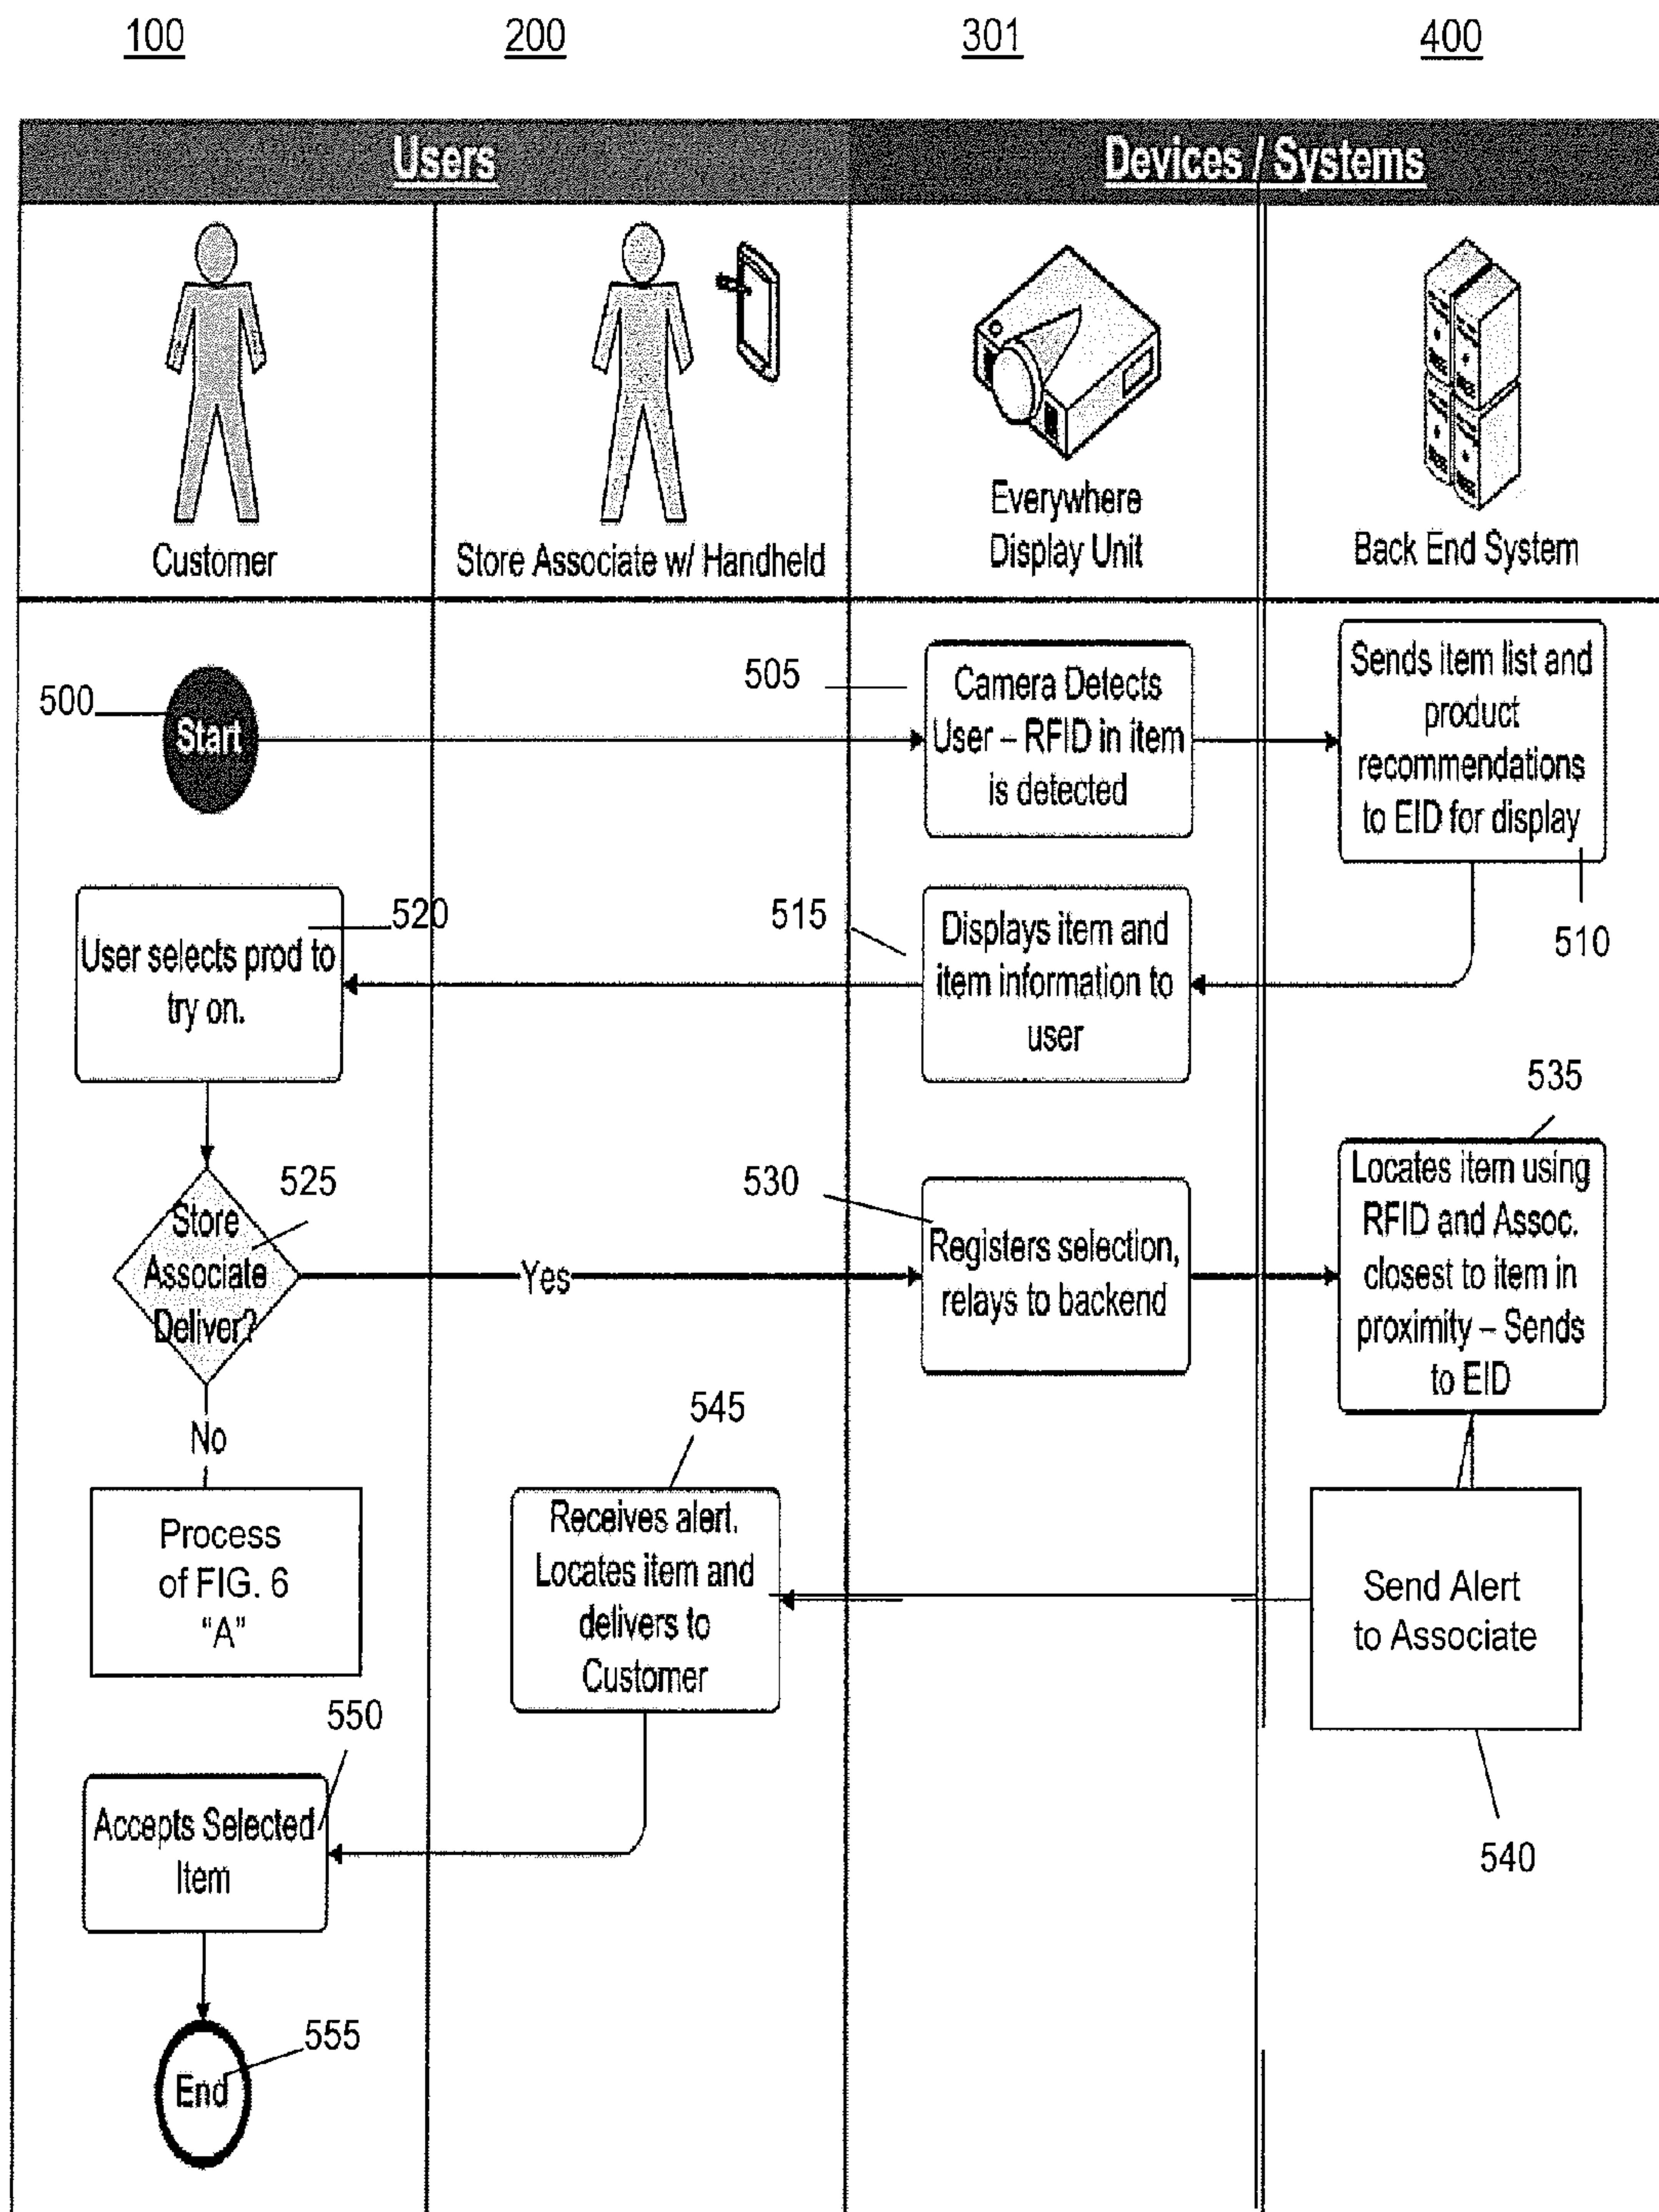 100
200
301
400
Users
Devices / Systems
Customer
Store Associate w/ Handheld
Everywhere
Display Unit
Back End System
500
Start
505
Camera Detects
User – RFID in item
is detected
Sends item list and
product
recommendations
to EID for display
510
520
User selects prod to
try on.
515
Displays item and
item information to
user
525
Store
Associate
Deliver?
Yes
530
Registers selection,
relays to backend
535
Locates item using
RFID and Assoc.
closest to item in
proximity – Sends
to EID
No
Process
of FIG. 6
“A”
545
Receives alert.
Locates item and
delivers to
Customer
Send Alert
to Associate
540
550
Accepts Selected
Item
555
End